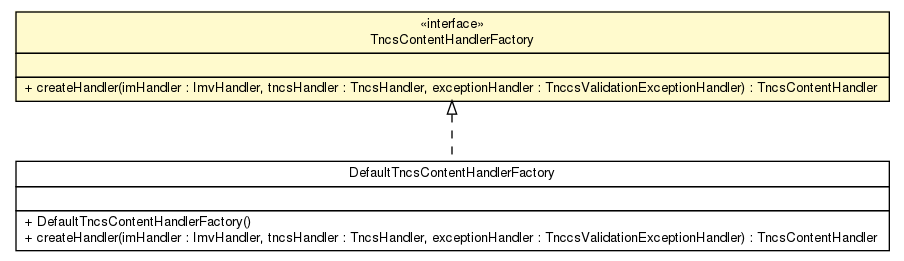 «interface»
TncsContentHandlerFactory
+ createHandler(imHandler : ImvHandler, tncsHandler : TncsHandler, exceptionHandler : TnccsValidationExceptionHandler) : TncsContentHandler
DefaultTncsContentHandlerFactory
+ DefaultTncsContentHandlerFactory()
+ createHandler(imHandler : ImvHandler, tncsHandler : TncsHandler, exceptionHandler : TnccsValidationExceptionHandler) : TncsContentHandler